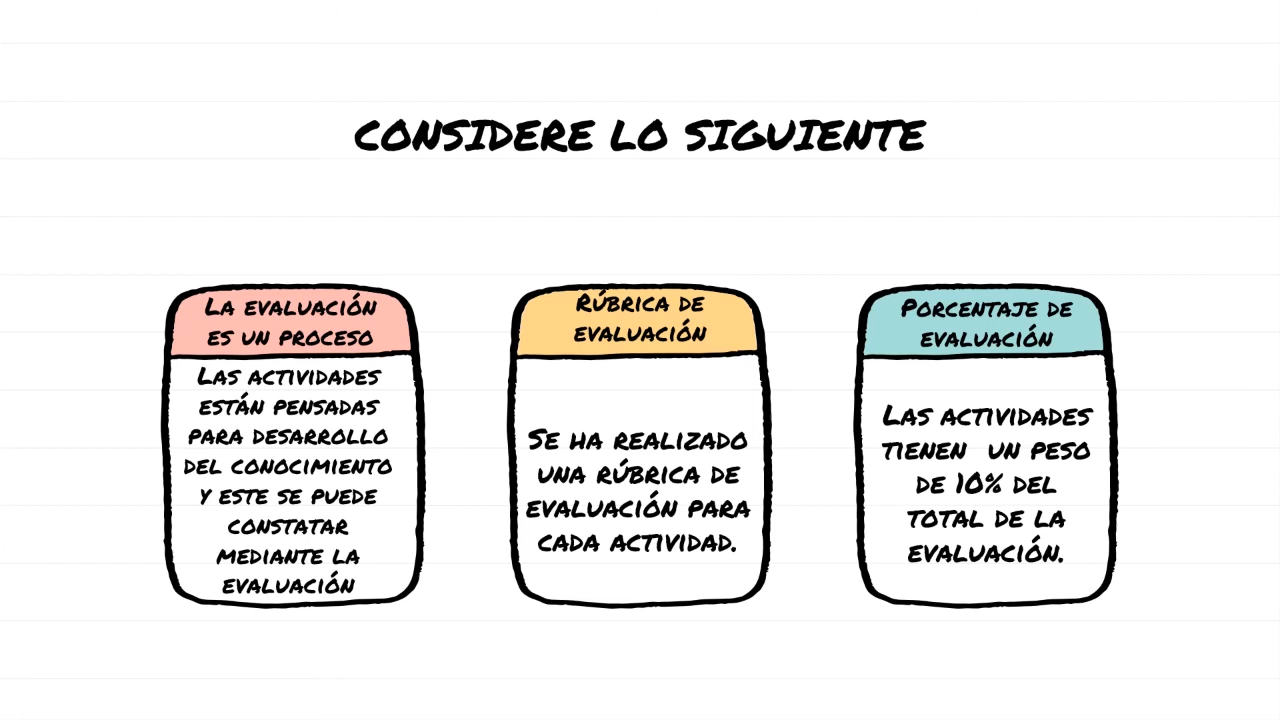 CONSIDERE LO SIGUIENTE
LA EVALUACIÓN
ES UN PROCESO
LAS ACTIVIDADES
ESTÁN PENSADAS
PARA DESARROLLO
DEL CONOCIMIENTO
Y ESTE SE PUEDE
CONSTATAR
MEDIANTE LA
EVALUACIÓN
RÚBRICA DE
EVALUACIÓN
SE HA REALIZADO
UNA RÚBRICA DE
EVALUACIÓN PARA
CADA ACTIVIDAD.
PORCENTAJE DE
EVALUACIÓN
LAS ACTIVIDADES
TIENEN UN PESO
DE 10% DEL
TOTAL DE LA
EVALUACIÓN.